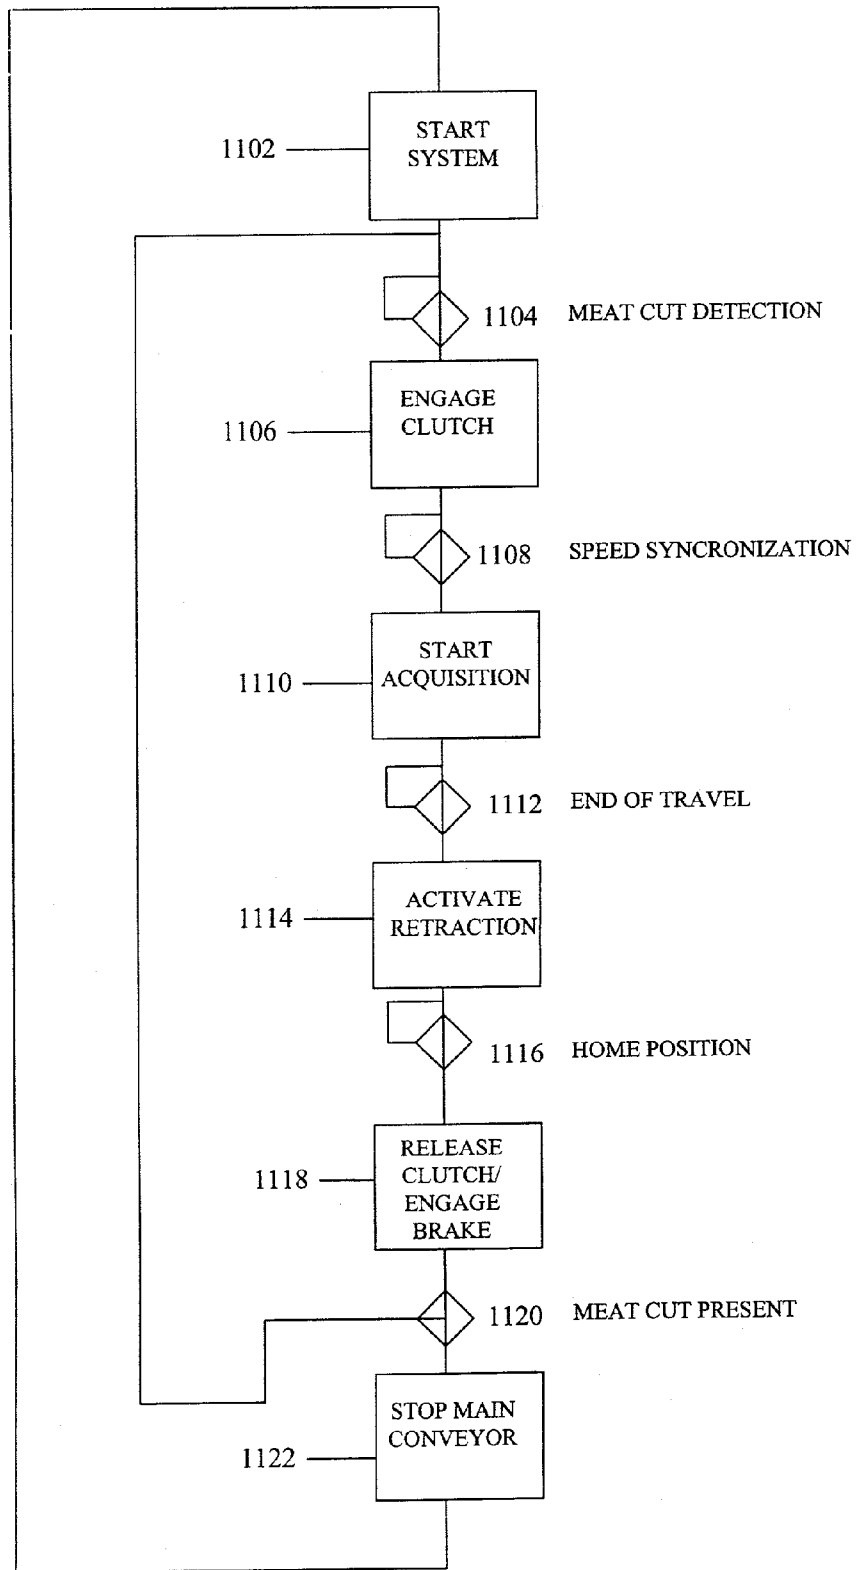 START
SYSTEM
1102
1104 MEAT CUT DETECTION
ENGAGE
CLUTCH
1106
1108 SPEED SYNCRONIZATION
START
ACQUISITION
1110
1112 END OF TRAVEL
ACTIVATE
RETRACTION
1114
1116 HOME POSITION
RELEASE
CLUTCH/
ENGAGE
BRAKE
1118
1120 MEAT CUT PRESENT
STOP MAIN
CONVEYOR
1122